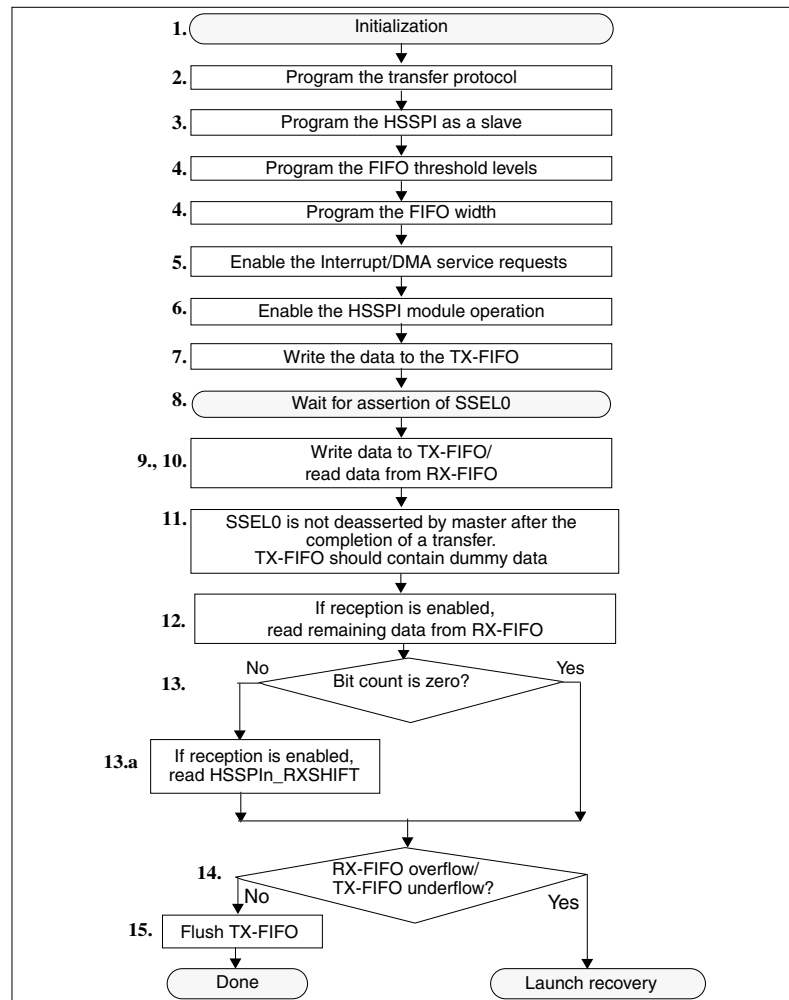 1. Initialization
2. Program the transfer protocol
3. Program the HSSPI as a slave
4. Program the FIFO threshold levels
4. Program the FIFO width
5. Enable the Interrupt/DMA service requests
6. Enable the HSSPI module operation
7. Write the data to the TX-FIFO
8. Wait for assertion of SSEL0
9., 10. Write data to TX-FIFO/
read data from RX-FIFO
11. SSEL0 is not deasserted by master after the
completion of a transfer.
TX-FIFO should contain dummy data
12. If reception is enabled,
read remaining data from RX-FIFO
No Yes
13. Bit count is zero?
13.a If reception is enabled,
read HSSPIn_RXSHIFT
14. RX-FIFO overflow/
TX-FIFO underflow?
No Yes
15. Flush TX-FIFO
Done Launch recovery